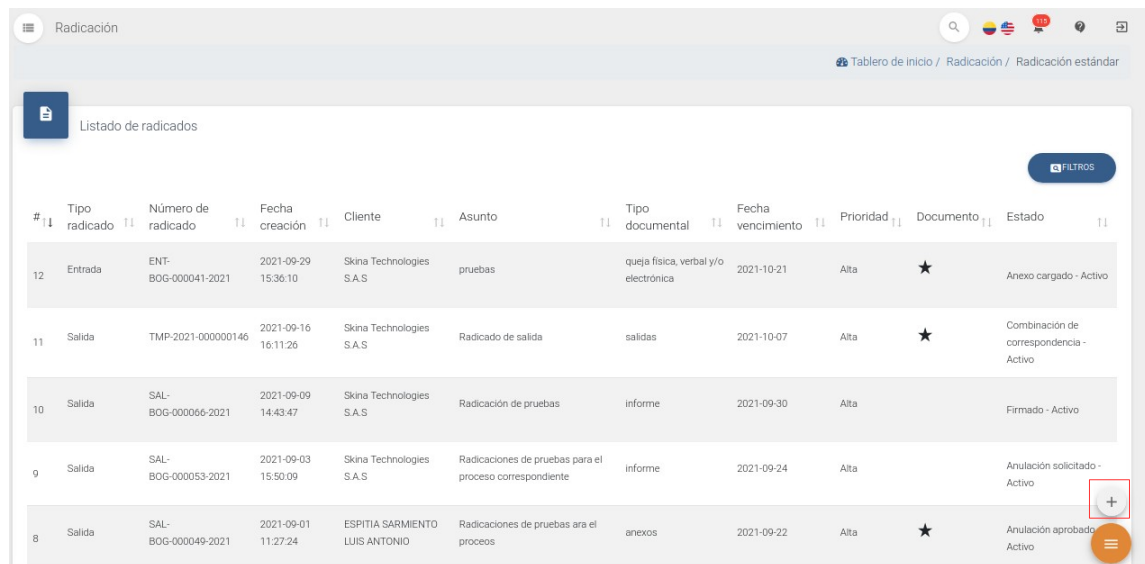 Radicación
115
Tablero de inicio / Radicación / Radicación estándar
Listado de radicados
FILTROS
# Tipo radicado Número de radicado Fecha creación Cliente Asunto Tipo documental Fecha vencimiento Prioridad Documento Estado
12 Entrada ENT-BOG-000041-2021 2021-09-29 15:36:10 Skina Technologies S.A.S pruebas queja física, verbal y/o electrónica 2021-10-21 Alta ★ Anexo cargado - Activo
11 Salida TMP-2021-000000146 2021-09-16 16:11:26 Skina Technologies S.A.S Radicado de salida salidas 2021-10-07 Alta ★ Combinación de correspondencia - Activo
10 Salida SAL-BOG-000066-2021 2021-09-09 14:43:47 Skina Technologies S.A.S Radicación de pruebas informe 2021-09-30 Alta Firmado - Activo
9 Salida SAL-BOG-000053-2021 2021-09-03 15:50:09 Skina Technologies S.A.S Radicaciones de pruebas para el proceso correspondiente informe 2021-09-24 Alta Anulación solicitado - Activo
8 Salida SAL-BOG-000049-2021 2021-09-01 11:27:24 ESPITIA SARMIENTO LUIS ANTONIO Radicaciones de pruebas ara el proceos anexos 2021-09-22 Alta ★ Anulación aprobado Activo